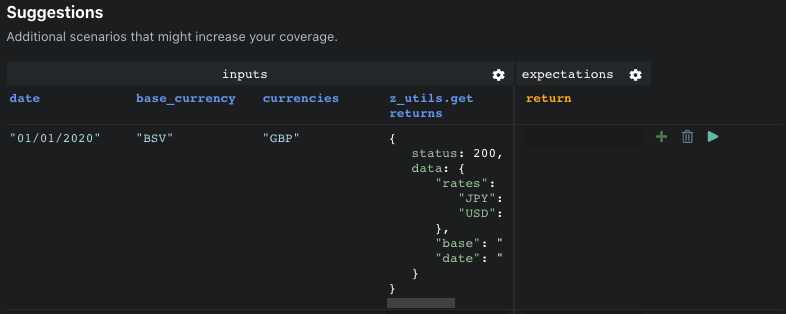 Suggestions
Additional scenarios that might increase your coverage.
inputs expectations
date base_currency currencies z_utils.get return
returns
"01/01/2020" "BSV" "GBP" {
status: 200,
data: {
"rates":
"JPY":
"USD":
},
"base": "
"date": "
}
}